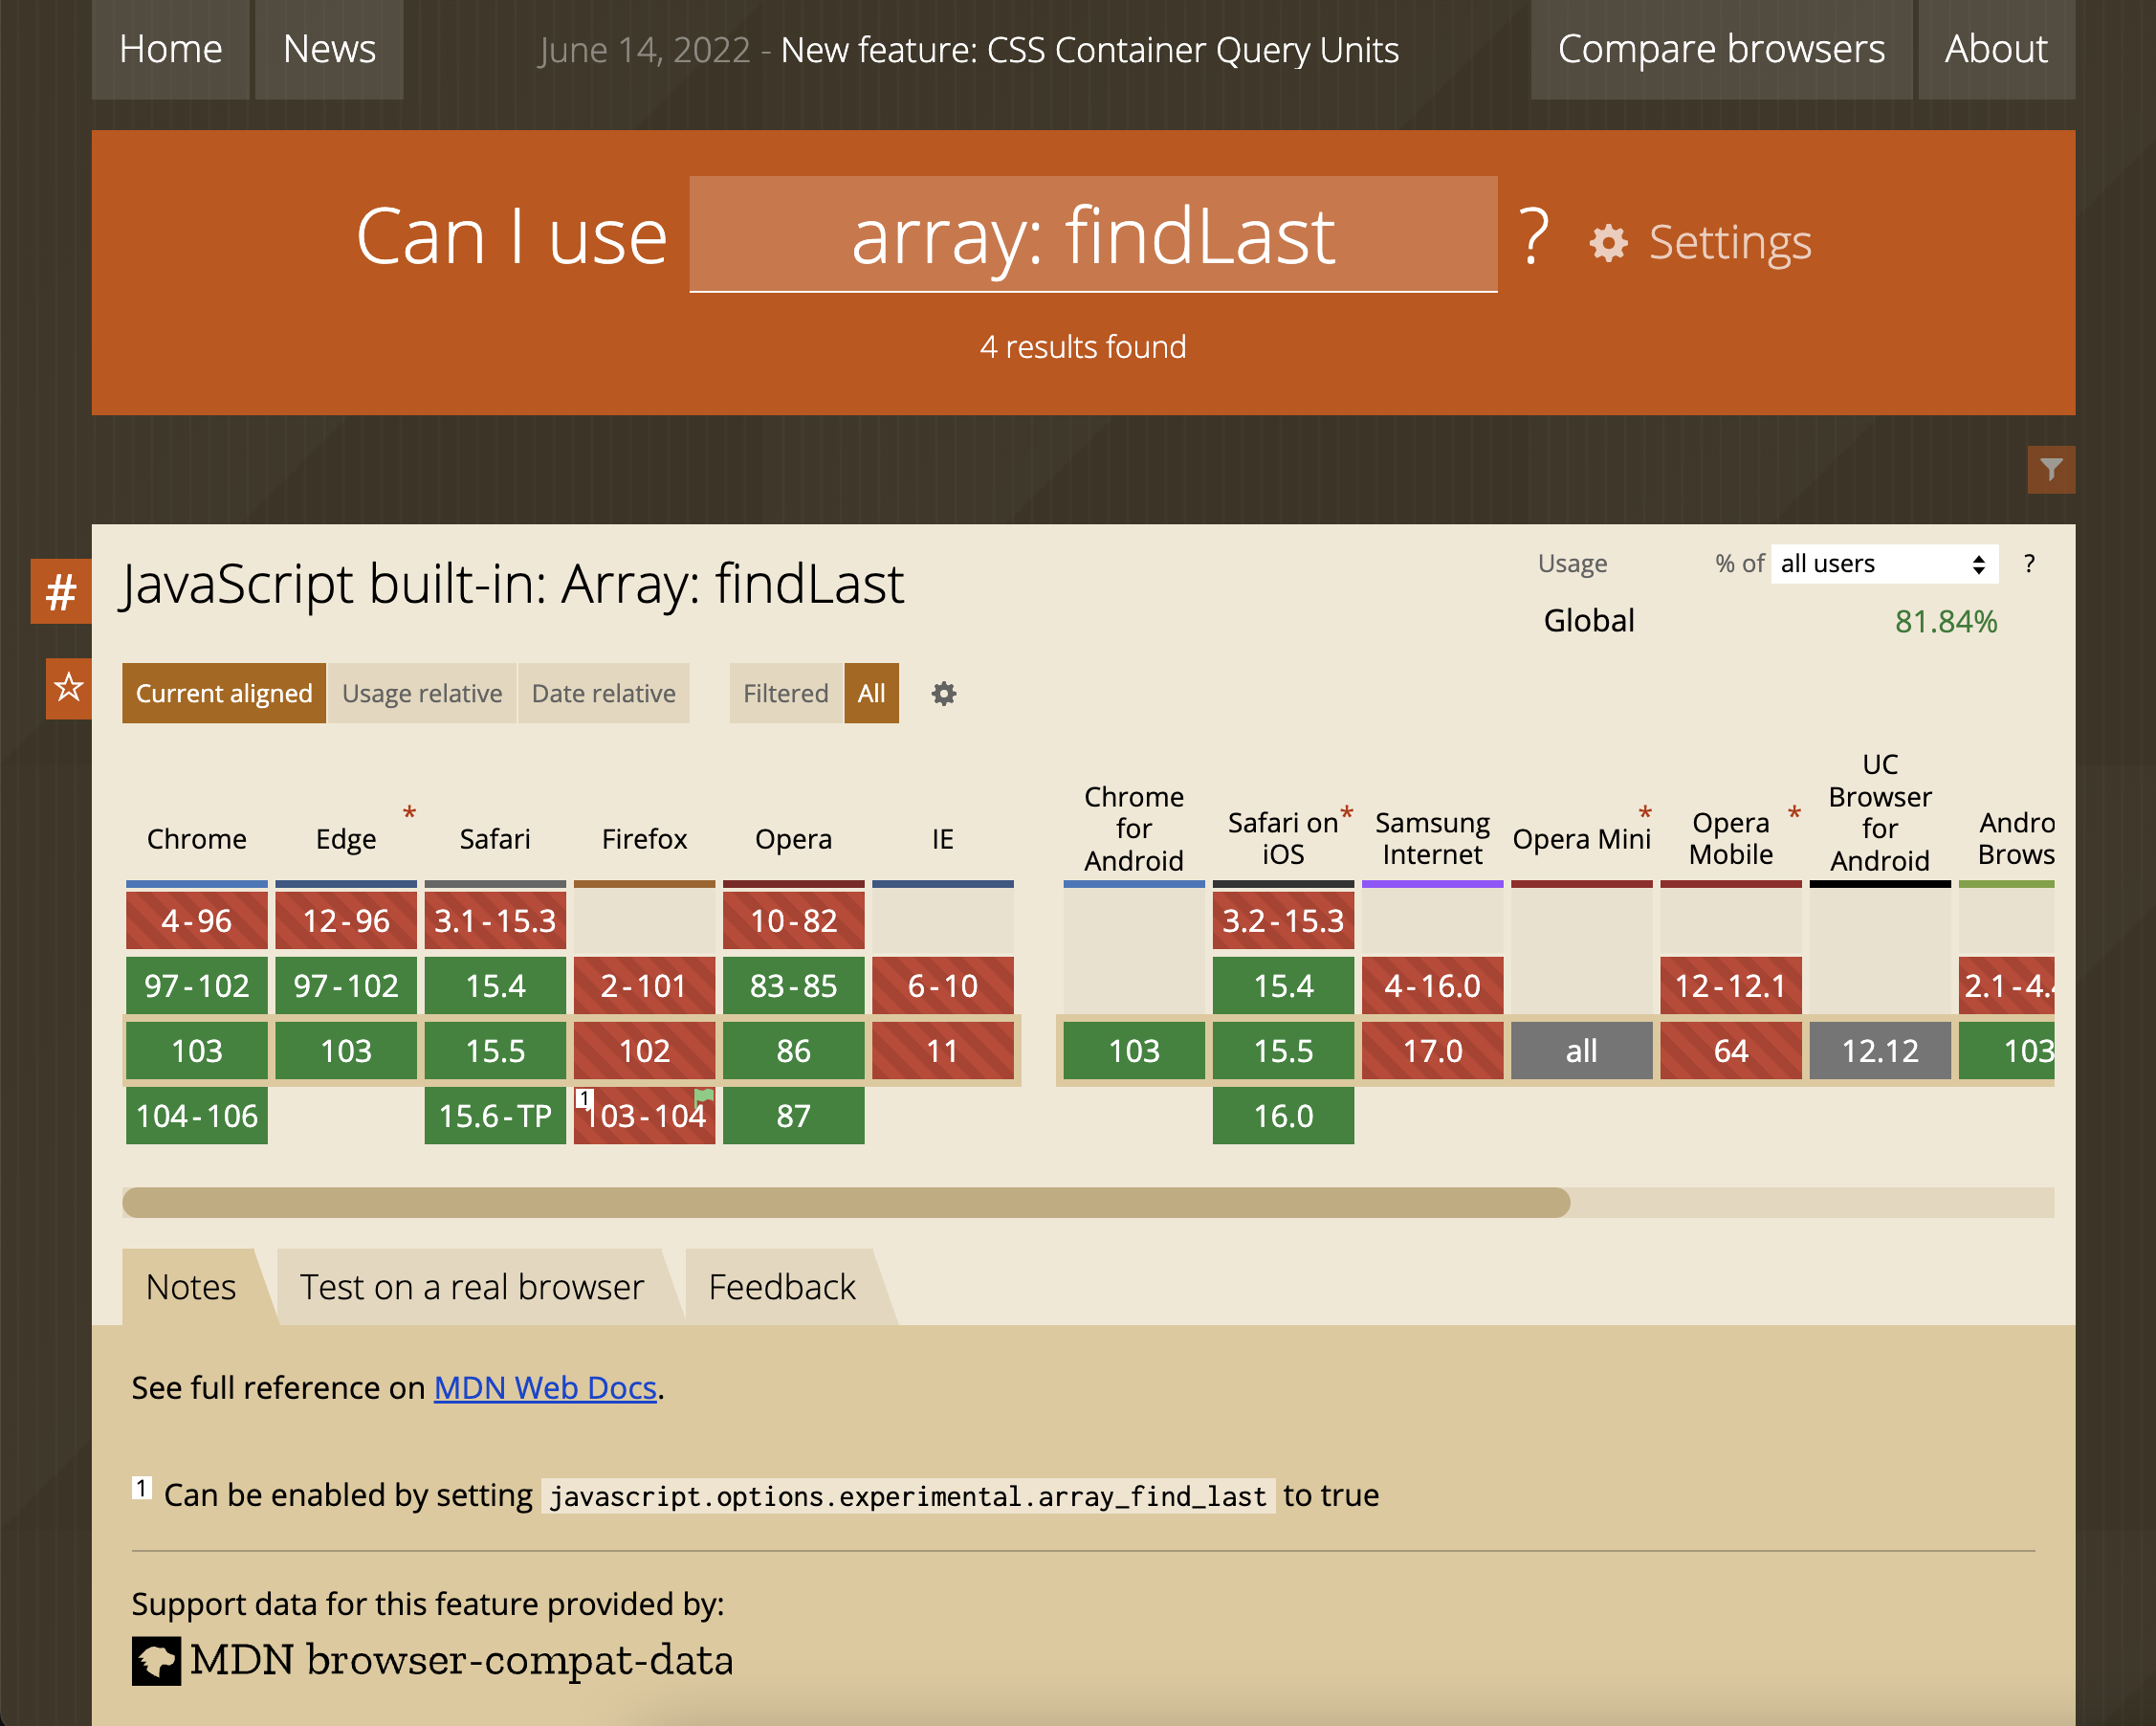 Home News June 14, 2022 - New feature: CSS Container Query Units Compare browsers About
Can I use array: findLast ? Settings
4 results found
#
JavaScript built-in: Array: findLast
Usage % of all users ?
Global 81.84%
Current aligned Usage relative Date relative Filtered All
Chrome Edge * Safari Firefox Opera IE Chrome for Android Safari on iOS * Samsung Internet Opera Mini * Opera Mobile * UC Browser for Android Andro Brows
4-96 12-96 3.1-15.3 10-82 3.2-15.3
97-102 97-102 15.4 2-101 83-85 6-10 15.4 4-16.0 12-12.1 2.1-4.
103 103 15.5 102 86 11 103 15.5 17.0 all 64 12.12 103
104-106 15.6-TP 1 103-104 87 16.0
Notes Test on a real browser Feedback
See full reference on MDN Web Docs.
1 Can be enabled by setting javascript.options.experimental.array_find_last to true
Support data for this feature provided by:
MDN browser-compat-data